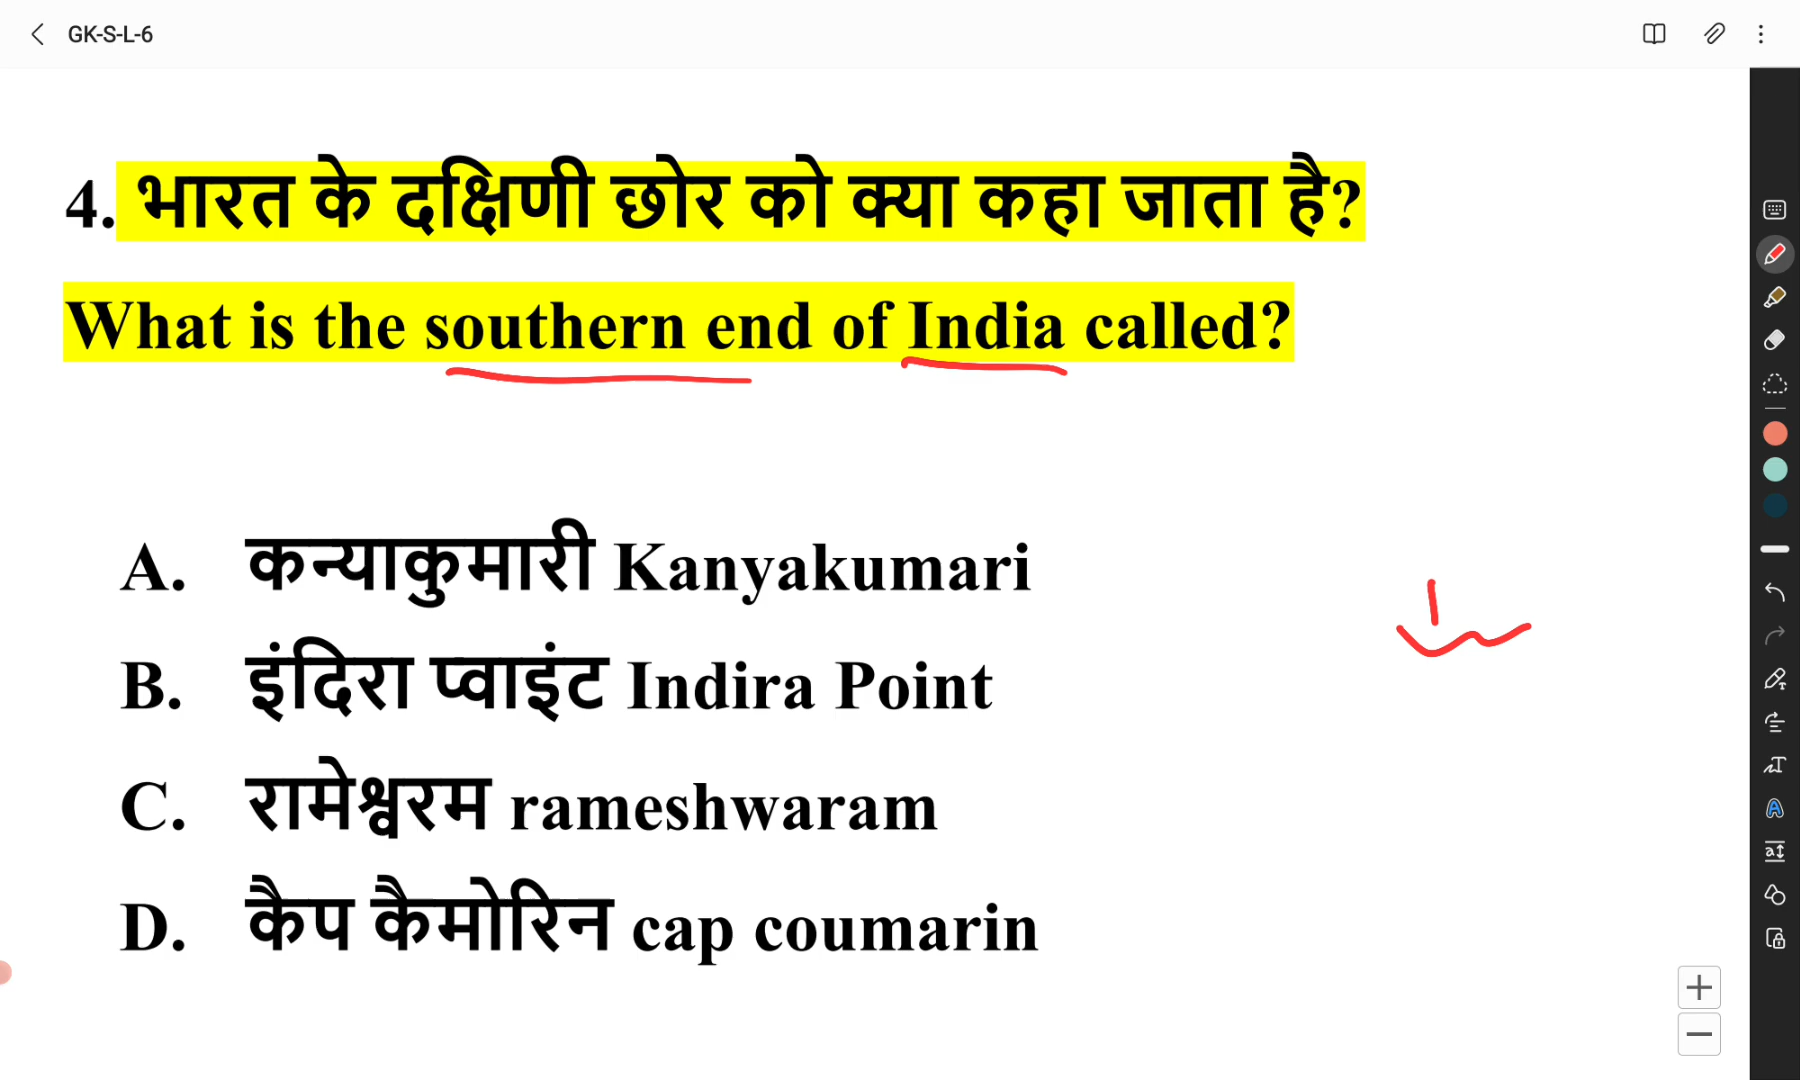 GK-S-L-6
4. भारत के दक्षिणी छोर को क्या कहा जाता है?
What is the southern end of India called?
A. कन्याकुमारी Kanyakumari
B. इंदिरा प्वाइंट Indira Point
C. रामेश्वरम rameshwaram
D. कैप कैमोरिन cap coumarin